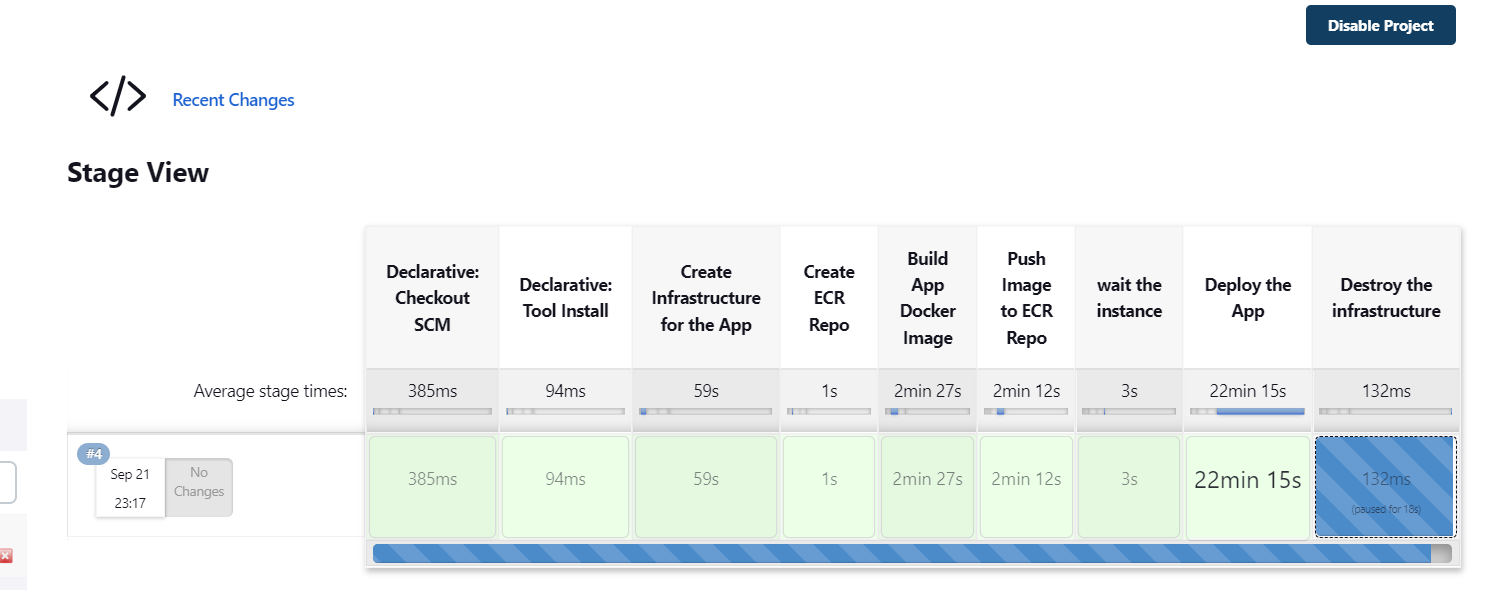 Disable Project
Recent Changes
Stage View
Declarative:
Checkout
SCM
Declarative:
Tool Install
Create
Infrastructure
for the App
Create
ECR
Repo
Build
App
Docker
Image
Push
Image
to ECR
Repo
wait the
instance
Deploy the
App
Destroy the
infrastructure
Average stage times:
385ms
94ms
59s
1s
2min 27s
2min 12s
3s
22min 15s
132ms
#4
Sep 21
23:17
No
Changes
385ms
94ms
59s
1s
2min 27s
2min 12s
3s
22min 15s
132ms
(paused for 18s)